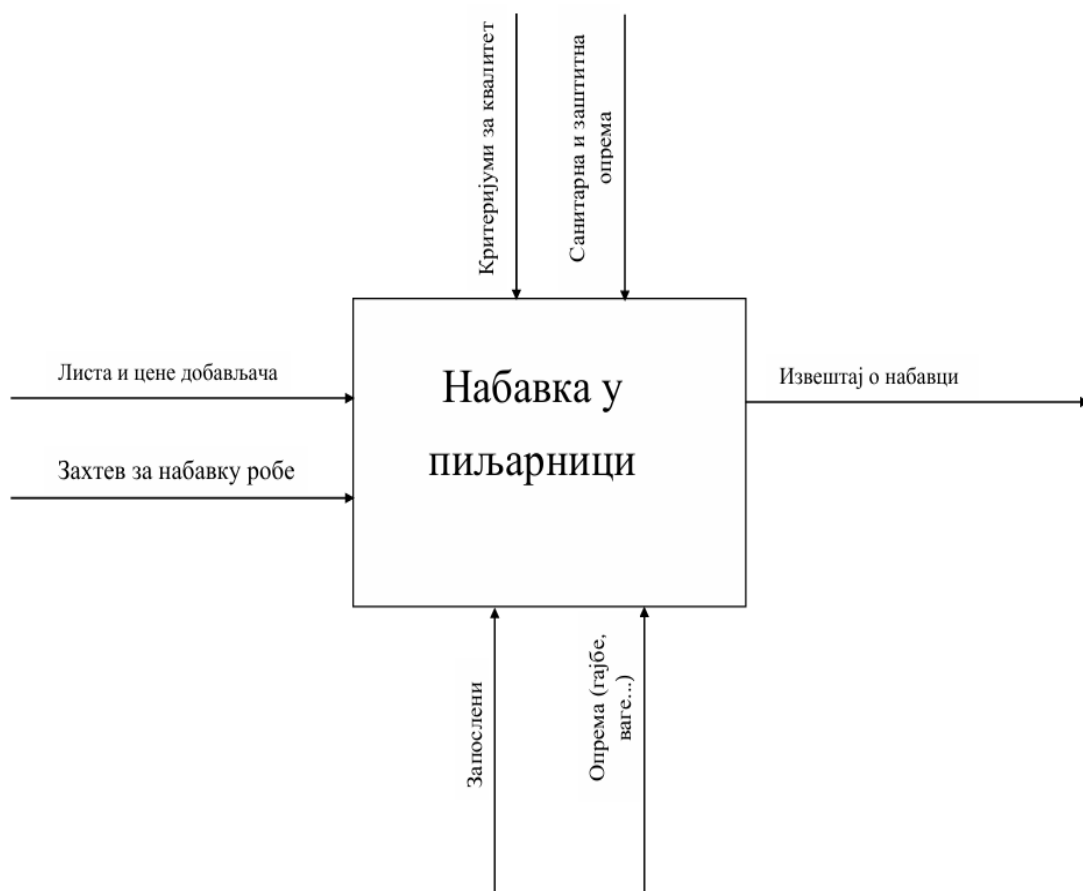 Критеријуми за квалитет
Санитарна и заштитна
опрема
Листа и цене добављача
Захтев за набавку робе
Набавка у
пиљарници
Извештај о набавци
Запослени
Опрема (гајбе,
ваге...)